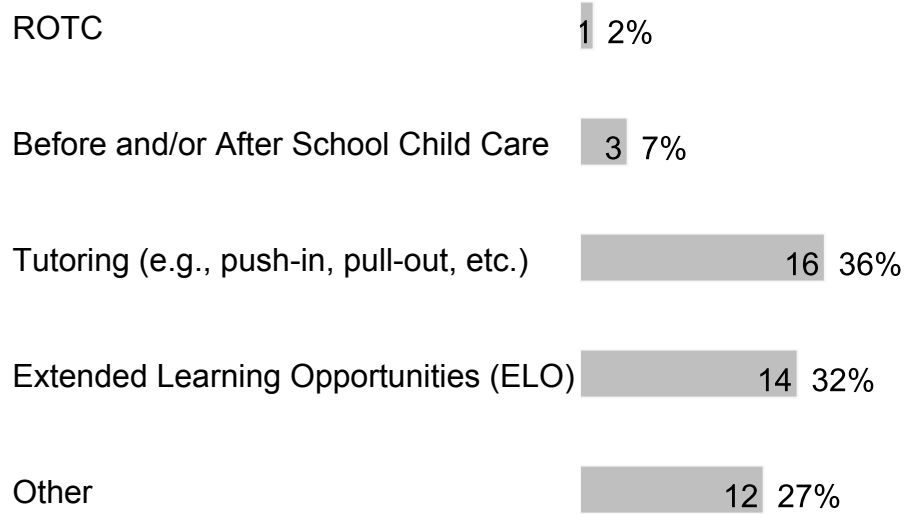 ROTC 1 2%
Before and/or After School Child Care 3 7%
Tutoring (e.g., push-in, pull-out, etc.) 16 36%
Extended Learning Opportunities (ELO) 14 32%
Other 12 27%